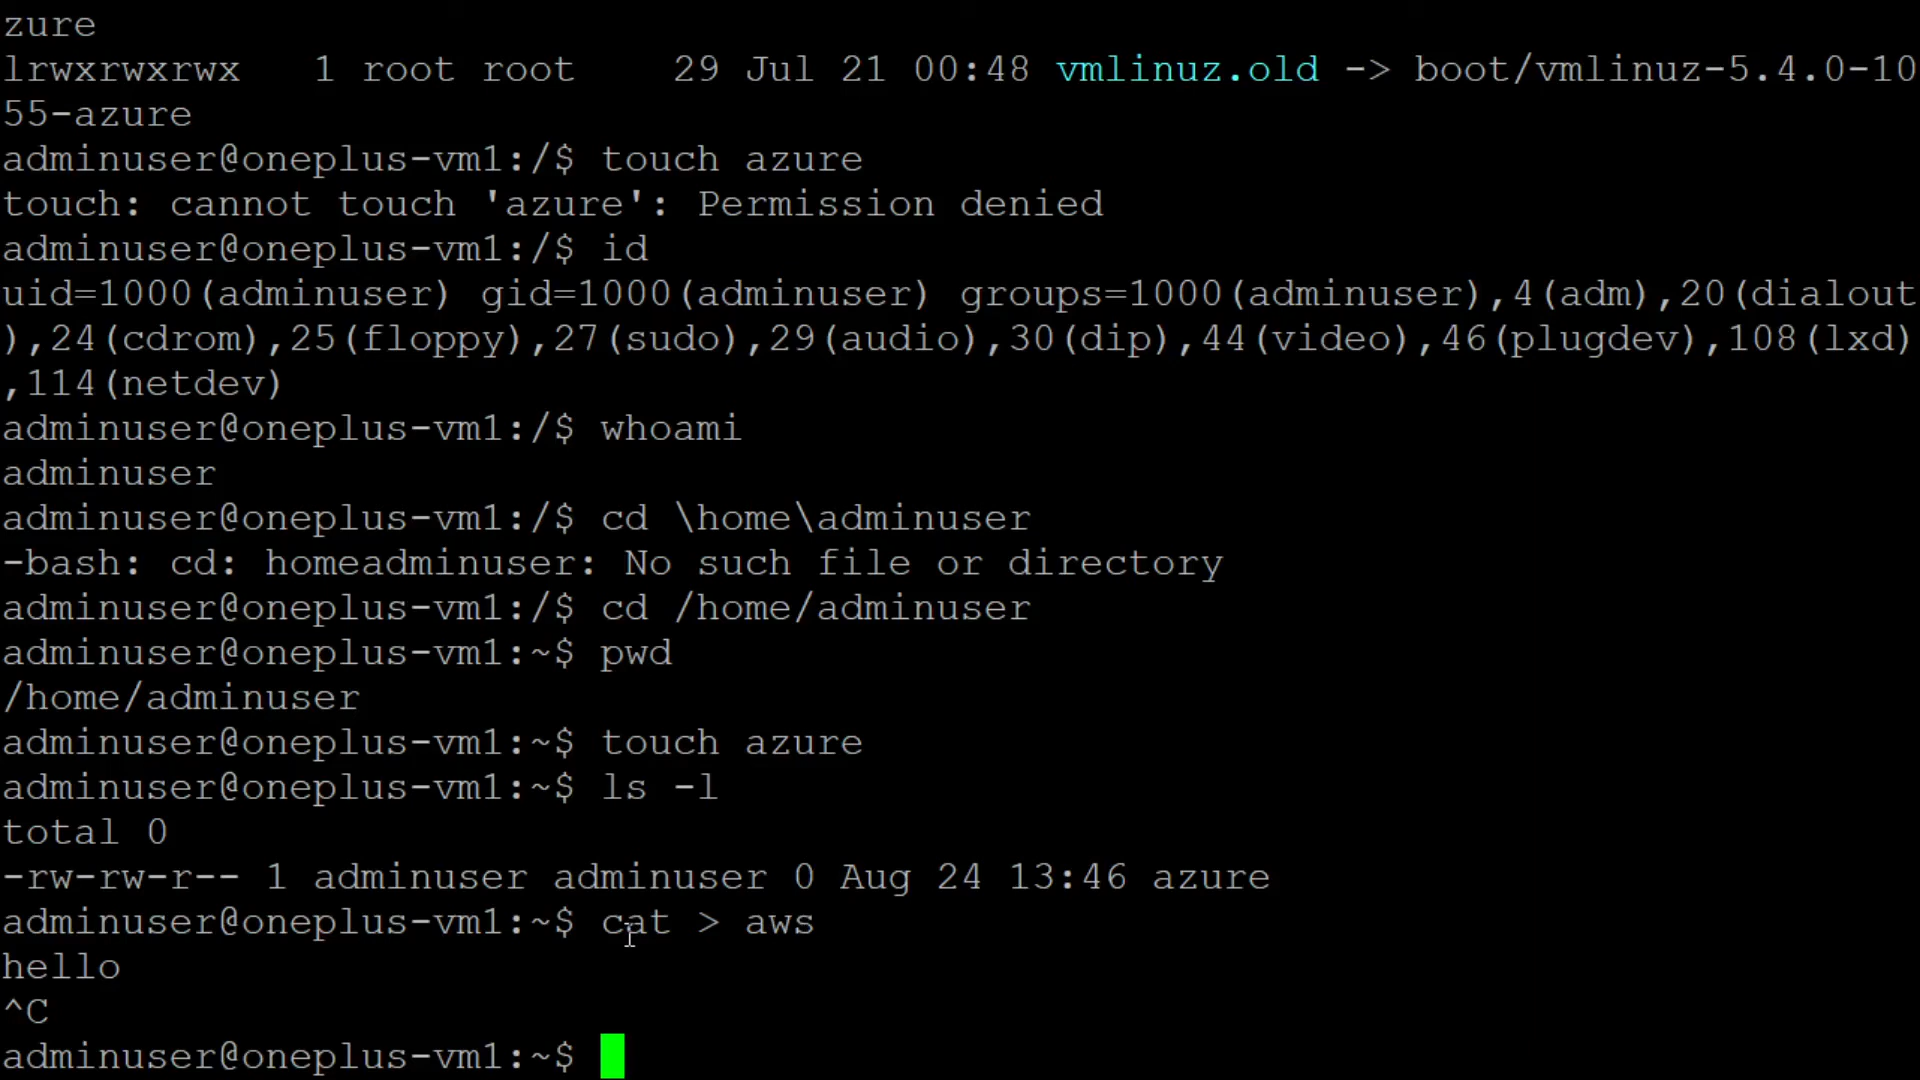 zure
lrwxrwxrwx   1 root root    29 Jul 21 00:48 vmlinuz.old -> boot/vmlinuz-5.4.0-10
55-azure
adminuser@oneplus-vm1:/$ touch azure
touch: cannot touch 'azure': Permission denied
adminuser@oneplus-vm1:/$ id
uid=1000(adminuser) gid=1000(adminuser) groups=1000(adminuser),4(adm),20(dialout
),24(cdrom),25(floppy),27(sudo),29(audio),30(dip),44(video),46(plugdev),108(lxd)
,114(netdev)
adminuser@oneplus-vm1:/$ whoami
adminuser
adminuser@oneplus-vm1:/$ cd \home\adminuser
-bash: cd: homeadminuser: No such file or directory
adminuser@oneplus-vm1:/$ cd /home/adminuser
adminuser@oneplus-vm1:~$ pwd
/home/adminuser
adminuser@oneplus-vm1:~$ touch azure
adminuser@oneplus-vm1:~$ ls -l
total 0
-rw-rw-r-- 1 adminuser adminuser 0 Aug 24 13:46 azure
adminuser@oneplus-vm1:~$ cat > aws
hello
^C
adminuser@oneplus-vm1:~$